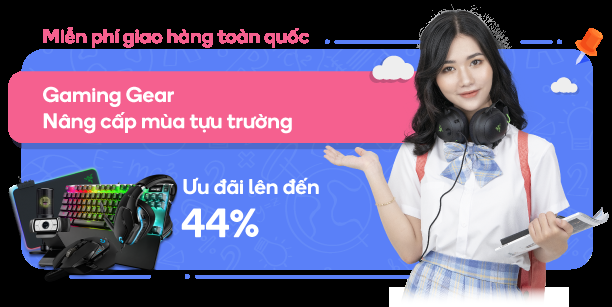 Miễn phí giao hàng toàn quốc
Gaming Gear
Nâng cấp mùa tựu trường
Ưu đãi lên đến
44%